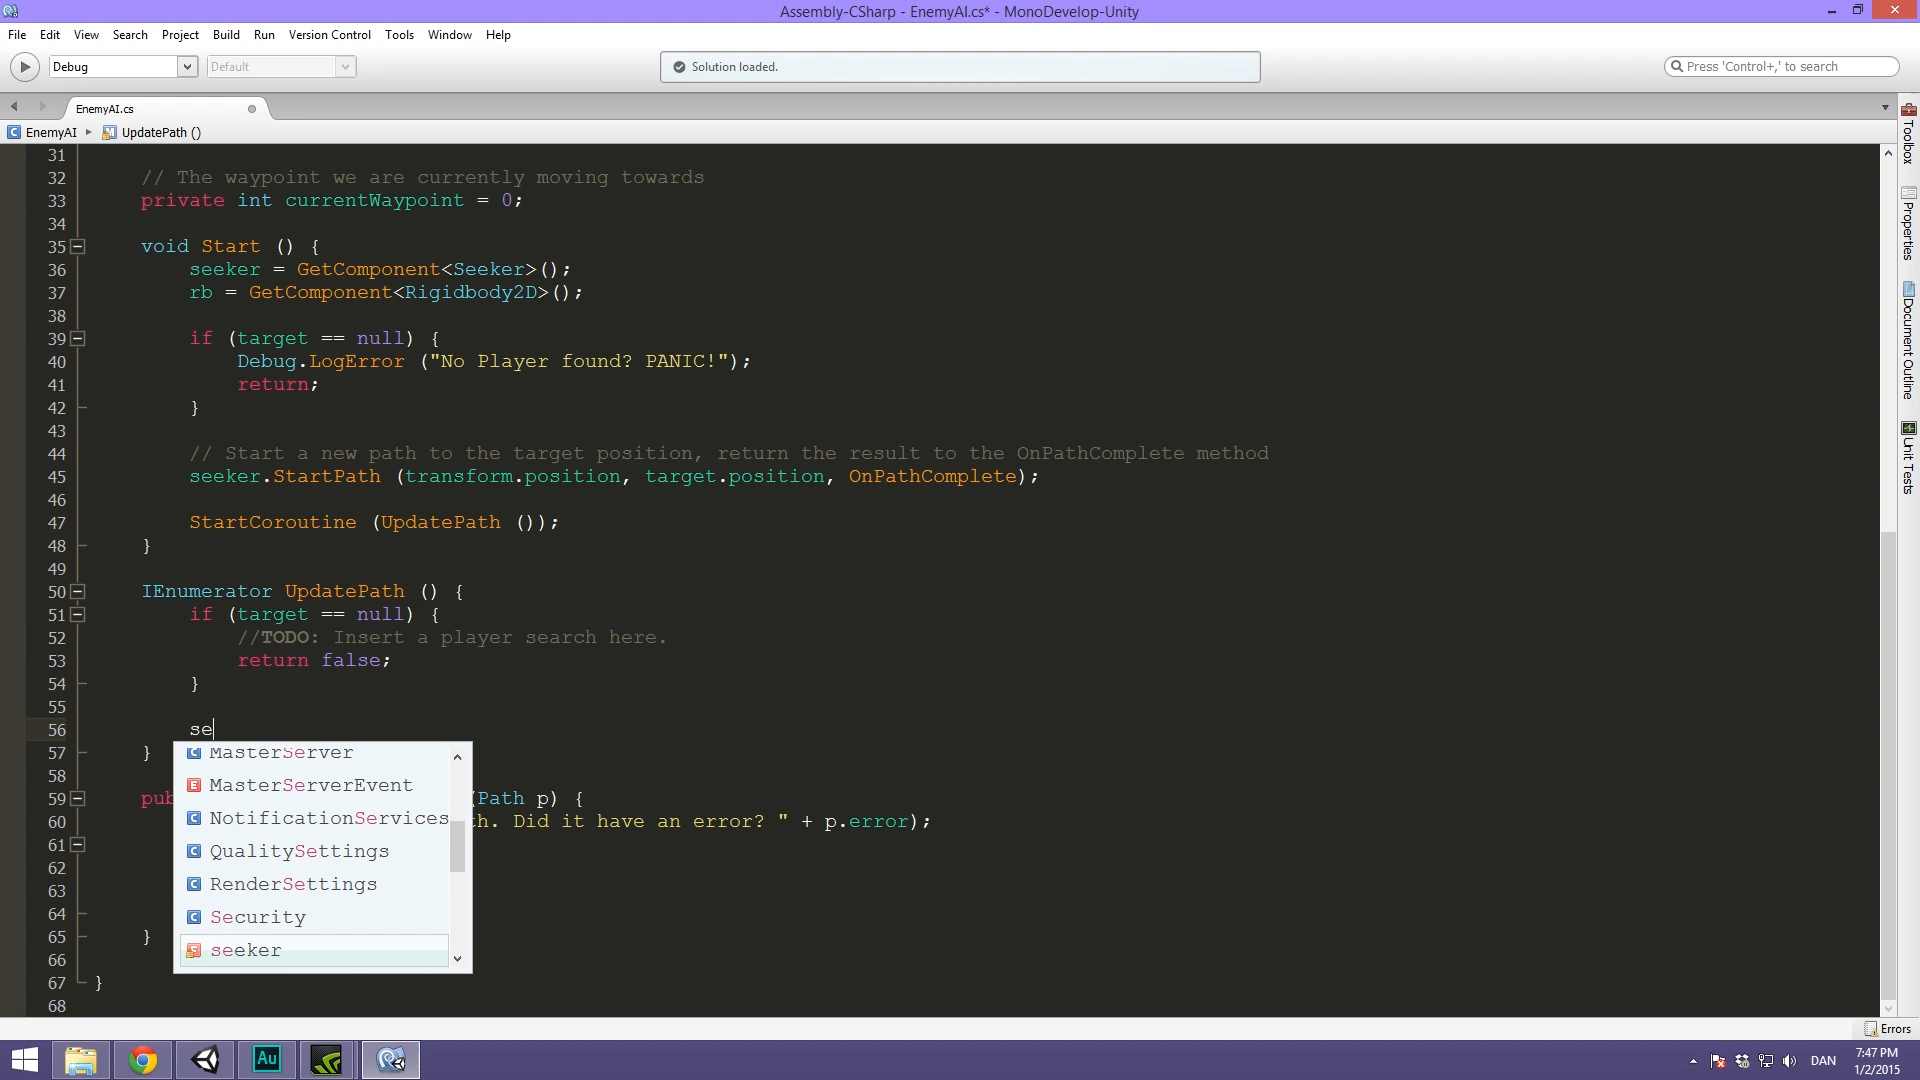 Assembly-CSharp - EnemyAI.cs* - MonoDevelop-Unity
File Edit View Search Project Build Run Version Control Tools Window Help
Debug Default Solution loaded. Press 'Control+,' to search
EnemyAI.cs
EnemyAI UpdatePath ()
31
32 // The waypoint we are currently moving towards
33 private int currentWaypoint = 0;
34
35 void Start () {
36 seeker = GetComponent<Seeker>();
37 rb = GetComponent<Rigidbody2D>();
38
39 if (target == null) {
40 Debug.LogError ("No Player found? PANIC!");
41 return;
42 }
43
44 // Start a new path to the target position, return the result to the OnPathComplete method
45 seeker.StartPath (transform.position, target.position, OnPathComplete);
46
47 StartCoroutine (UpdatePath ());
48 }
49
50 IEnumerator UpdatePath () {
51 if (target == null) {
52 //TODO: Insert a player search here.
53 return false;
54 }
55
56 se
57 }
58
59 pub (Path p) {
60 th. Did it have an error? " + p.error);
61
62
63
64
65 }
66
67 }
68
MasterServer
MasterServerEvent
NotificationServices
QualitySettings
RenderSettings
Security
seeker
Toolbox
Properties
Document Outline
Unit Tests
Errors
Au
DAN
7:47 PM
1/2/2015